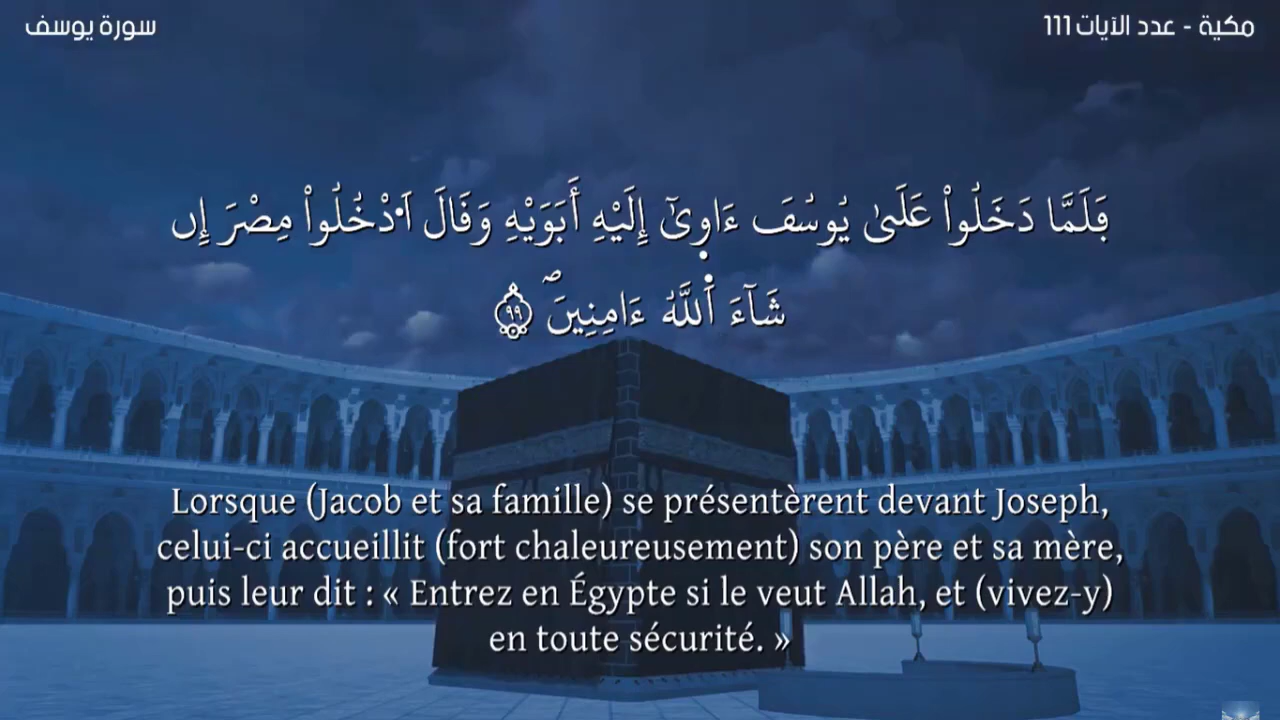 مكية - عدد الآيات 111
سورة يوسف
فَلَمَّا دَخَلُواْ عَلَىٰ يُوسُفَ ءَاو۪ىٰٓ إِلَيْهِ أَبَوَيْهِ وَقَالَ اَ۟دْخُلُواْ مِصْرَ إِن
شَآءَ اَ۬للَّهُ ءَامِنِينَۖ ٩٩
Lorsque (Jacob et sa famille) se présentèrent devant Joseph,
celui-ci accueillit (fort chaleureusement) son père et sa mère,
puis leur dit : « Entrez en Égypte si le veut Allah, et (vivez-y)
en toute sécurité. »